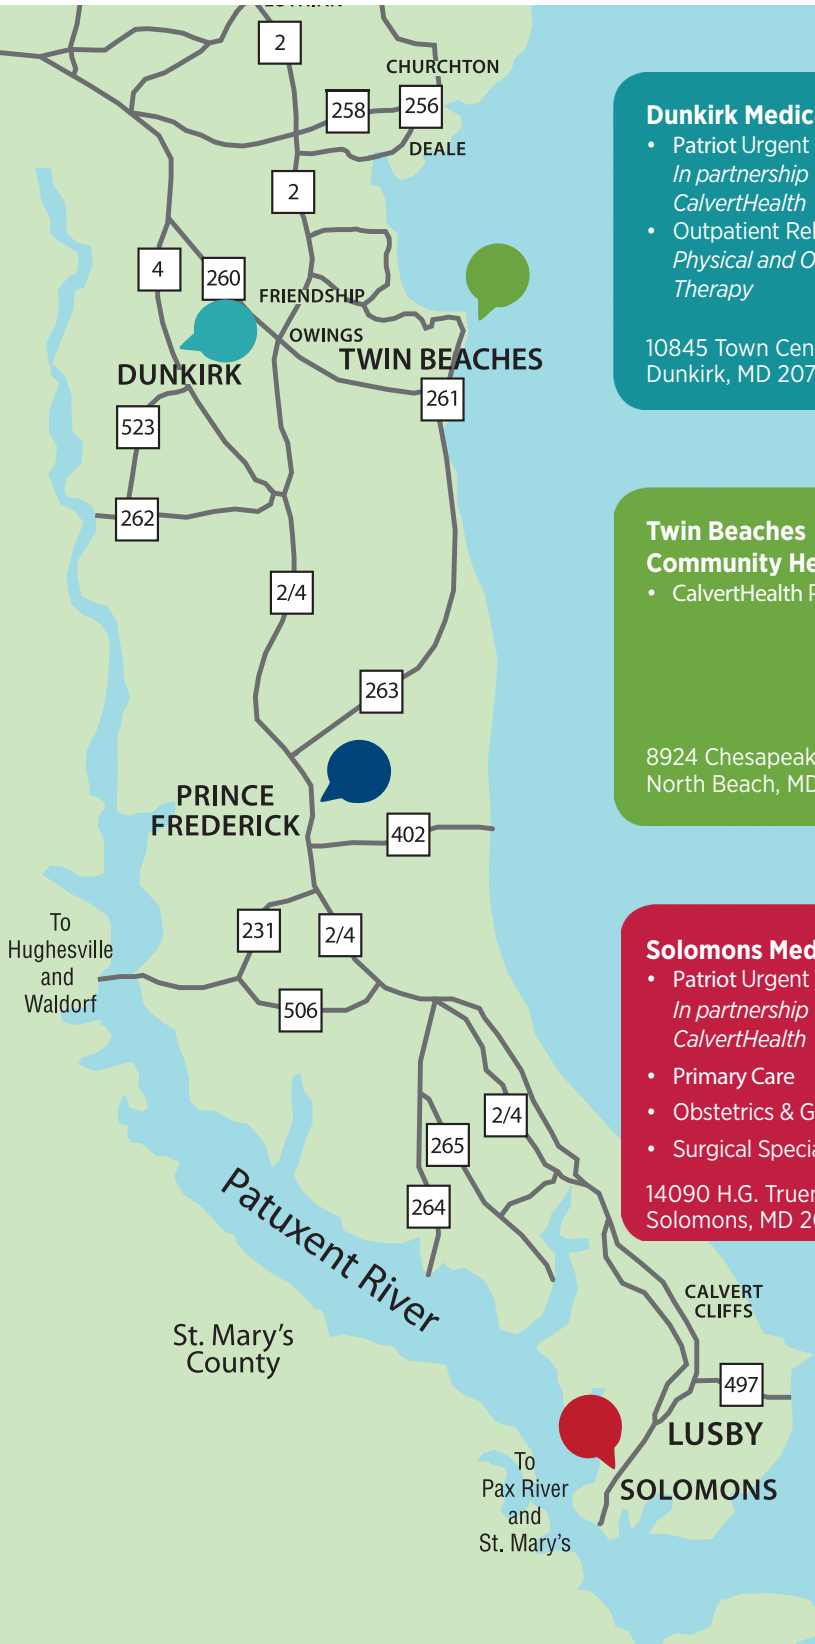 2
CHURCHTON
258
256
DEALE
2
4
260
FRIENDSHIP
OWINGS
TWIN BEACHES
DUNKIRK
261
523
262
2/4
263
PRINCE
FREDERICK
402
231
2/4
To
Hughesville
and
Waldorf
506
2/4
265
264
Patuxent River
St. Mary's
County
CALVERT
CLIFFS
497
LUSBY
SOLOMONS
To
Pax River
and
St. Mary's
Dunkirk Medic
• Patriot Urgent
In partnership
CalvertHealth
• Outpatient Re
Physical and O
Therapy
10845 Town Cen
Dunkirk, MD 207
Twin Beaches
Community He
• CalvertHealth P
8924 Chesapeak
North Beach, MD
Solomons Med
• Patriot Urgent
In partnership
CalvertHealth
• Primary Care
• Obstetrics & G
• Surgical Specia
14090 H.G. Truer
Solomons, MD 2